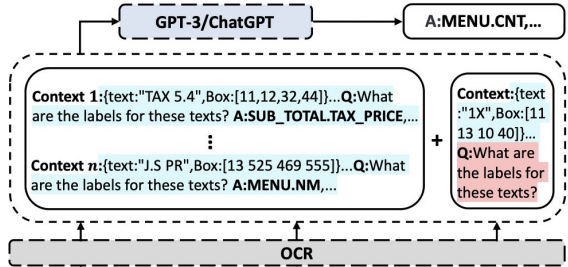 GPT-3/ChatGPT
A:MENU.CNT,...
Context 1:{text:"TAX 5.4",Box:[11,12,32,44]}...Q:What
are the labels for these texts? A:SUB_TOTAL.TAX_PRICE,...
⋮
Context n:{text:"J.S PR",Box:[13 525 469 555]}...Q:What
are the labels for these texts? A:MENU.NM,...
+
Context:{text
:"1X",Box:[11
13 10 40]}...
Q:What are
the labels for
these texts?
OCR